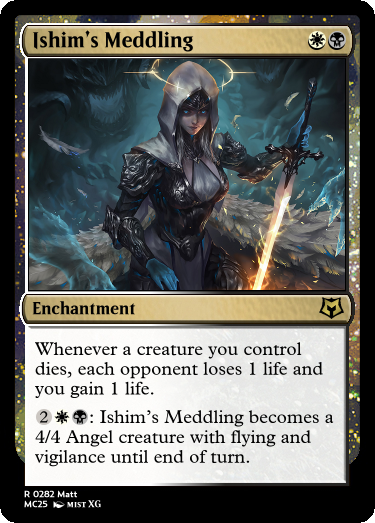 Ishim's Meddling
Enchantment
Whenever a creature you control
dies, each opponent loses 1 life and
you gain 1 life.
2: Ishim's Meddling becomes a
4/4 Angel creature with flying and
vigilance until end of turn.
R 0282 Matt
MC25 MIST XG